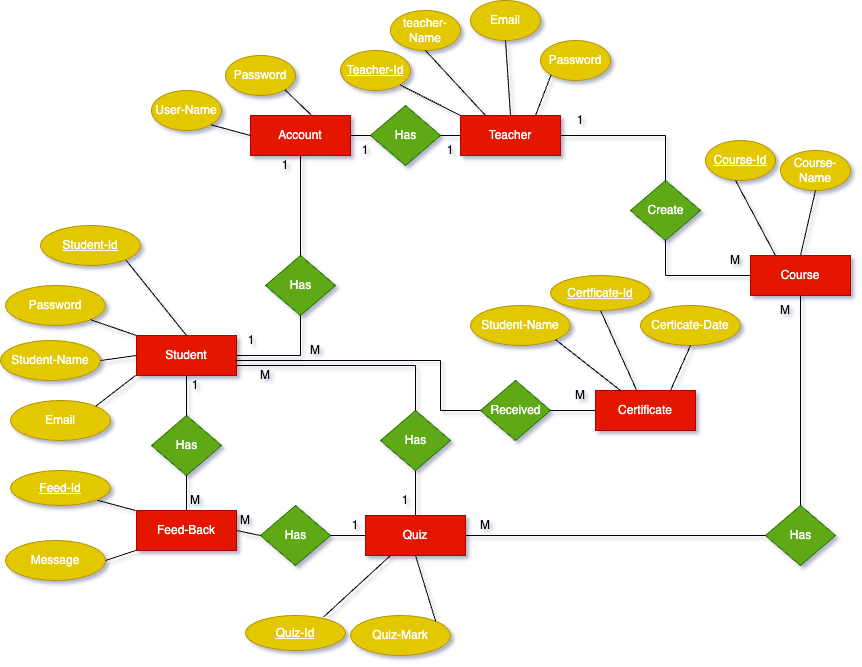 teacher-
Name
Email
Teacher-Id
Password
Password
User-Name
Account
Has
Teacher
1
1
1
1
Course-Id
Course-
Name
Create
Student-Id
M
Course
Has
Certficate-Id
M
Password
Student-Name
Certicate-Date
Student
1
M
Student-Name
M
M
Received
Certificate
1
Email
Has
Has
Feed-Id
M
1
M
Feed-Back
Has
1
Quiz
M
Has
Message
Quiz-Id
Quiz-Mark